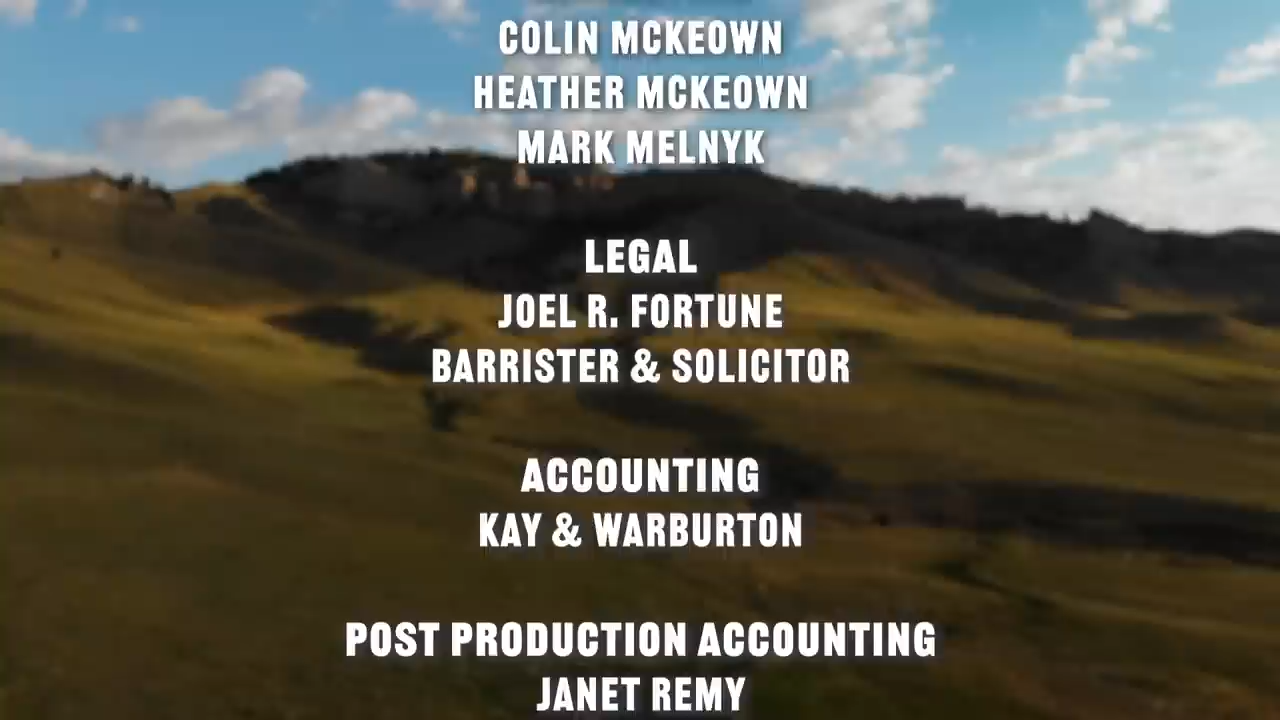 COLIN MCKEOWN
HEATHER MCKEOWN
MARK MELNYK
LEGAL
JOEL R. FORTUNE
BARRISTER & SOLICITOR
ACCOUNTING
KAY & WARBURTON
POST PRODUCTION ACCOUNTING
JANET REMY